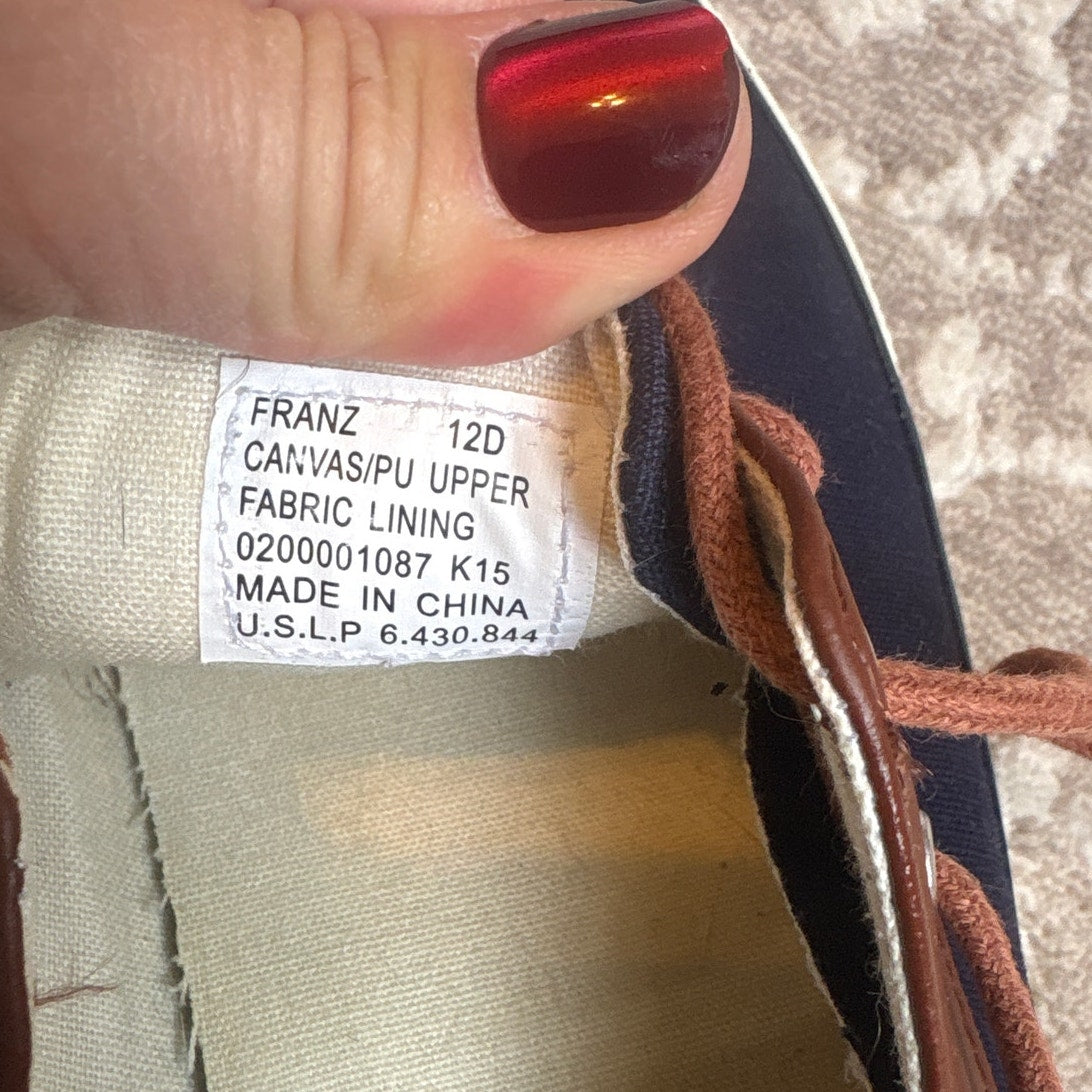 FRANZ 12D
CANVAS/PU UPPER
FABRIC LINING
0200001087 K15
MADE IN CHINA
U.S.L.P 6.430.844